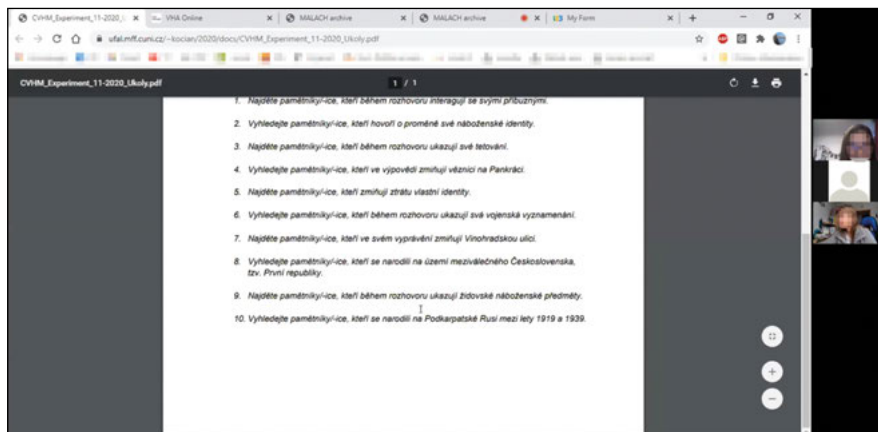 CVHM_Experiment_11-2020_
VHA Online
MALACH archive
MALACH archive
My Form
ufal.mff.cuni.cz/~kocian/2020/docs/CVHM_Experiment_11-2020_Ukoly.pdf
CVHM_Experiment_11-2020_Ukoly.pdf
1 / 1
1. Najděte pamětníky/-ice, kteří během rozhovoru interagují se svými příbuznými.
2. Vyhledejte pamětníky/-ice, kteří hovoří o proměně své náboženské identity.
3. Najděte pamětníky/-ice, kteří během rozhovoru ukazují své tetování.
4. Vyhledejte pamětníky/-ice, kteří ve výpovědi zmiňují věznici na Pankráci.
5. Najděte pamětníky/-ice, kteří zmiňují ztrátu vlastní identity.
6. Vyhledejte pamětníky/-ice, kteří během rozhovoru ukazují svá vojenská vyznamenání.
7. Najděte pamětníky/-ice, kteří ve svém vyprávění zmiňují Vinohradskou ulici.
8. Vyhledejte pamětníky/-ice, kteří se narodili na území meziválečného Československa,
tzv. První republiky.
9. Najděte pamětníky/-ice, kteří během rozhovoru ukazují židovské náboženské předměty.
10. Vyhledejte pamětníky/-ice, kteří se narodili na Podkarpatské Rusi mezi lety 1919 a 1939.